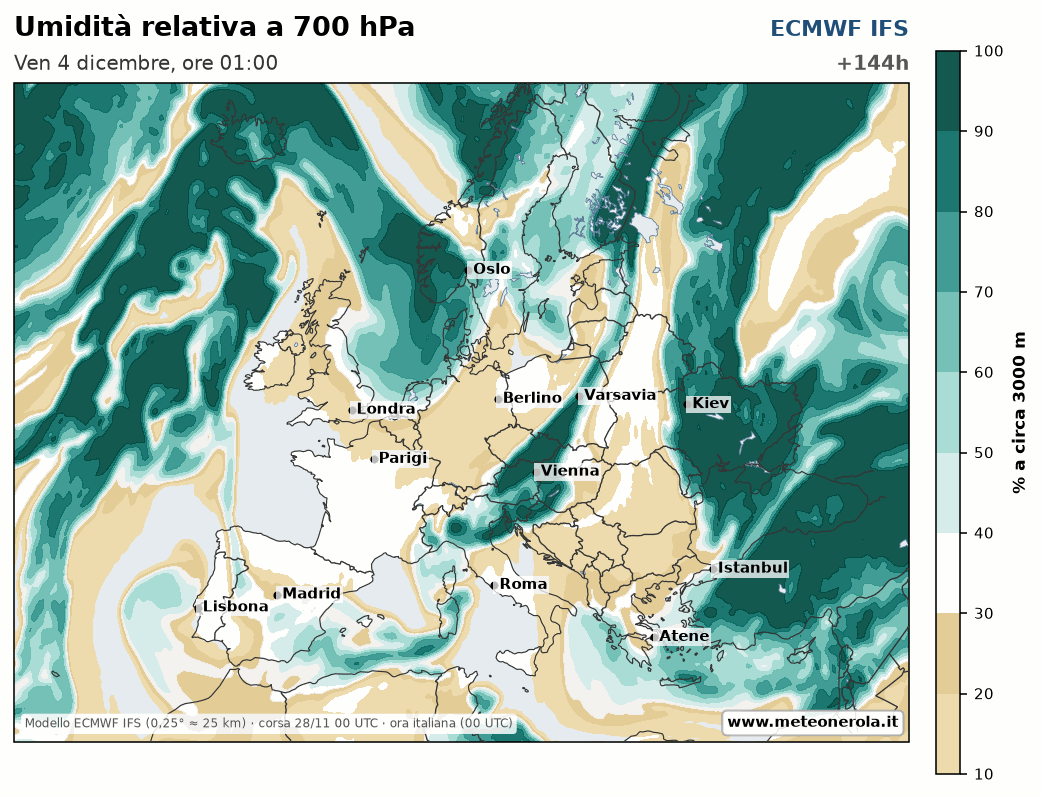 Umidità relativa a 700 hPa
ECMWF IFS
Ven 4 dicembre, ore 01:00
+144h
100
90
80
70
60
50
40
30
20
10
% a circa 3000 m
Oslo
Berlino
Varsavia
Kiev
Londra
Parigi
Vienna
Istanbul
Roma
Madrid
Lisbona
Atene
Modello ECMWF IFS (0,25° ≈ 25 km) · corsa 28/11 00 UTC · ora italiana (00 UTC)
www.meteonerola.it